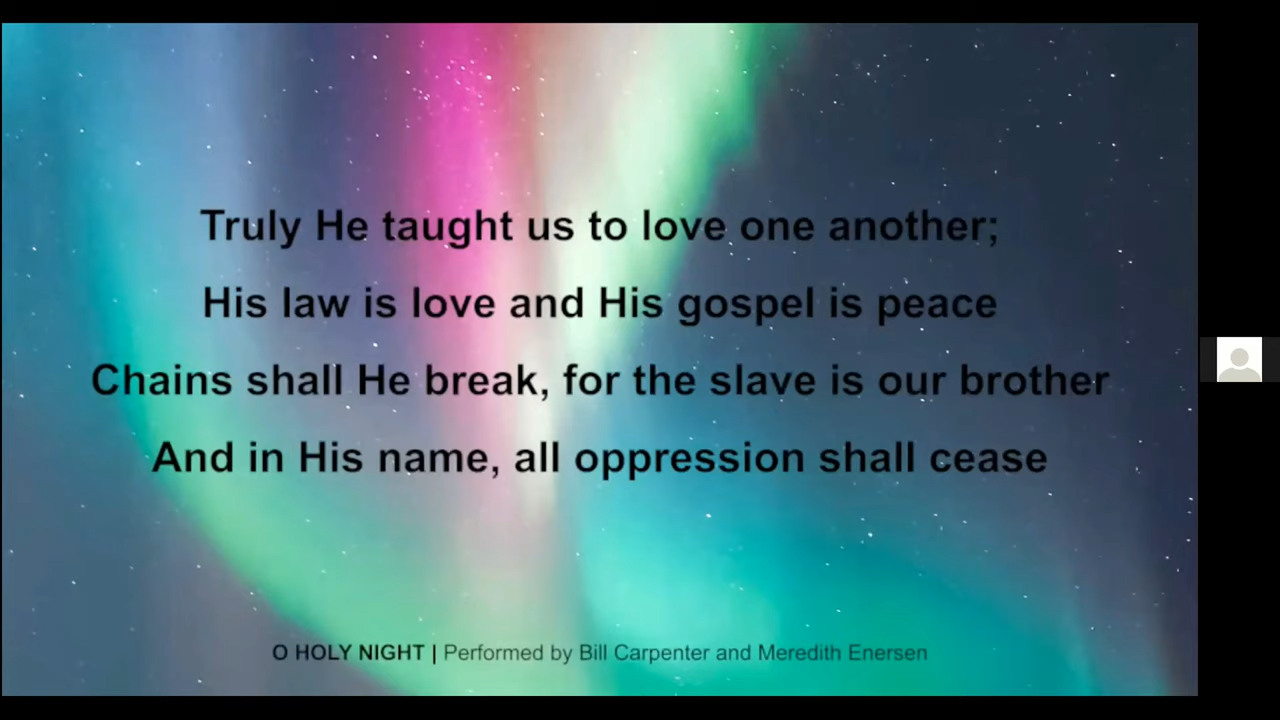 Truly He taught us to love one another;
His law is love and His gospel is peace
Chains shall He break, for the slave is our brother
And in His name, all oppression shall cease
O HOLY NIGHT | Performed by Bill Carpenter and Meredith Enersen